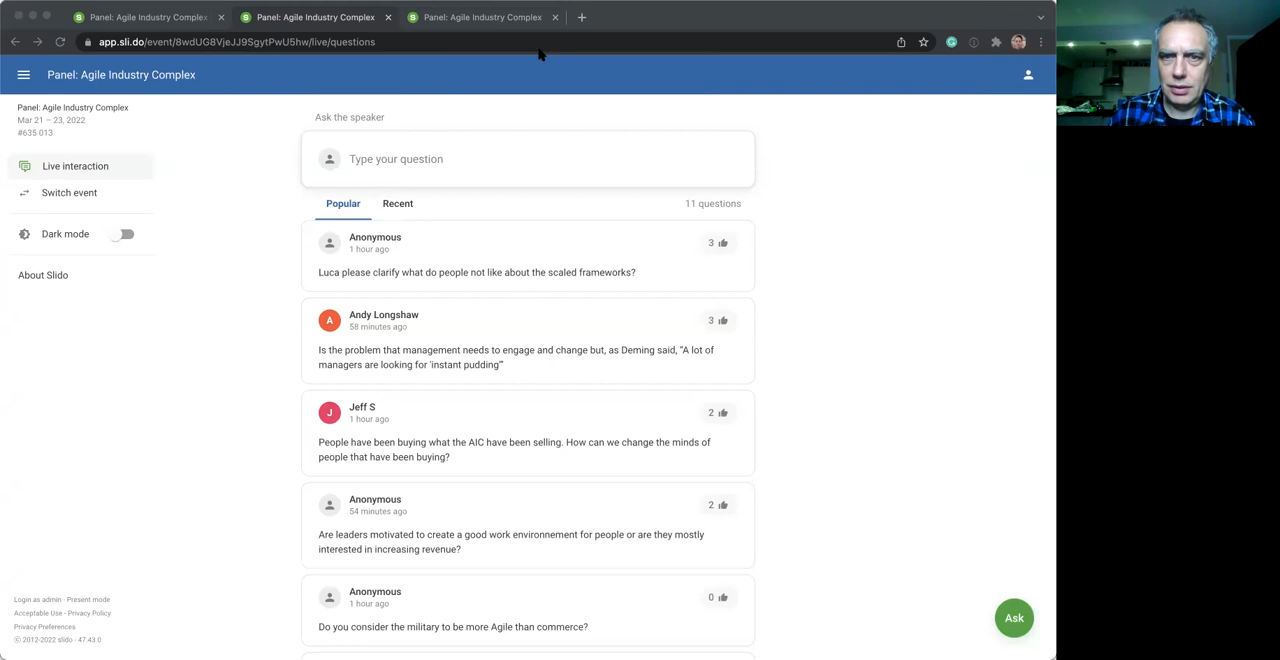 Panel: Agile Industry Complex
Panel: Agile Industry Complex
Panel: Agile Industry Complex
app.sli.do/event/8wdUG8VjeJJ9SgytPwU5hw/live/questions
Panel: Agile Industry Complex
Panel: Agile Industry Complex
Mar 21 – 23, 2022
#635 013
Live interaction
Switch event
Dark mode
About Slido
Ask the speaker
Type your question
Popular Recent 11 questions
Anonymous
1 hour ago
3
Luca please clarify what do people not like about the scaled frameworks?
A
Andy Longshaw
58 minutes ago
3
Is the problem that management needs to engage and change but, as Deming said, "A lot of
managers are looking for 'instant pudding'"
J
Jeff S
1 hour ago
2
People have been buying what the AIC have been selling. How can we change the minds of
people that have been buying?
Anonymous
54 minutes ago
2
Are leaders motivated to create a good work environnement for people or are they mostly
interested in increasing revenue?
Anonymous
1 hour ago
0
Do you consider the military to be more Agile than commerce?
Ask
Login as admin - Present mode
Acceptable Use - Privacy Policy
Privacy Preferences
© 2012-2022 slido - 47.43.0